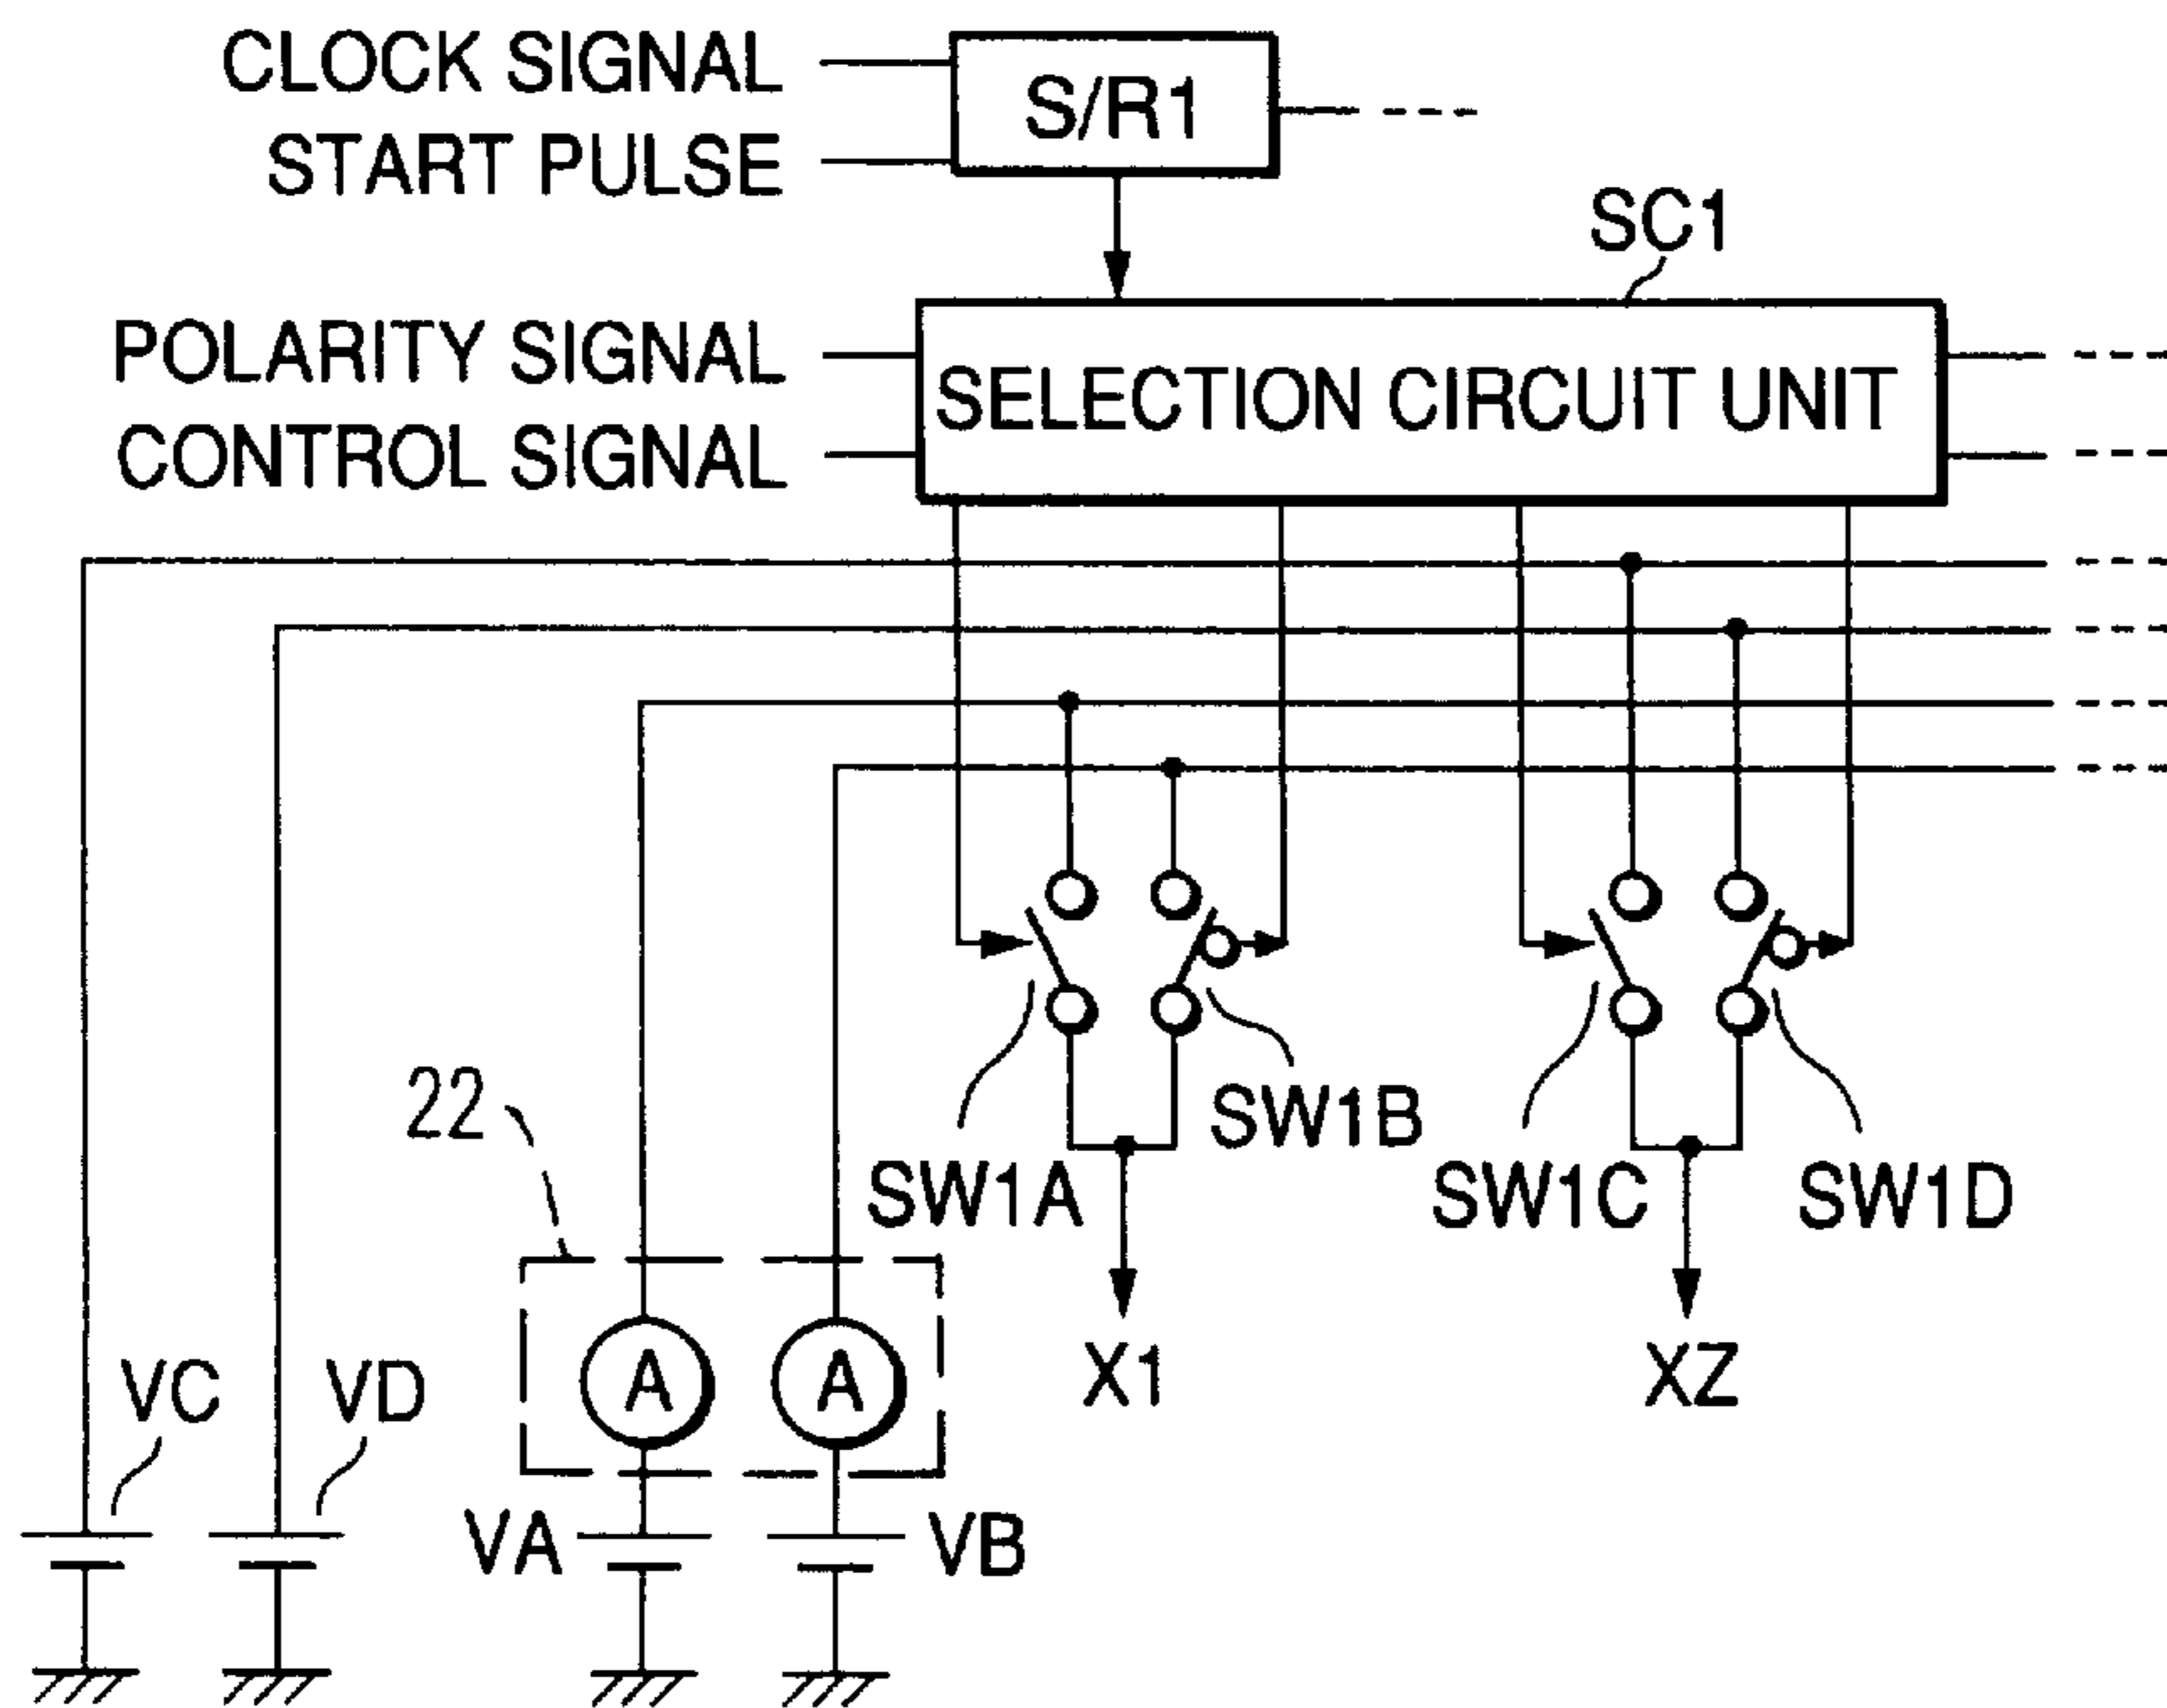 CLOCK SIGNAL
S/R1
START PULSE
SC1
POLARITY SIGNAL
SELECTION CIRCUIT UNIT
CONTROL SIGNAL
22
SW1B
SW1A
SW1C
SW1D
A
A
X1
XZ
VC
VD
VA
VB